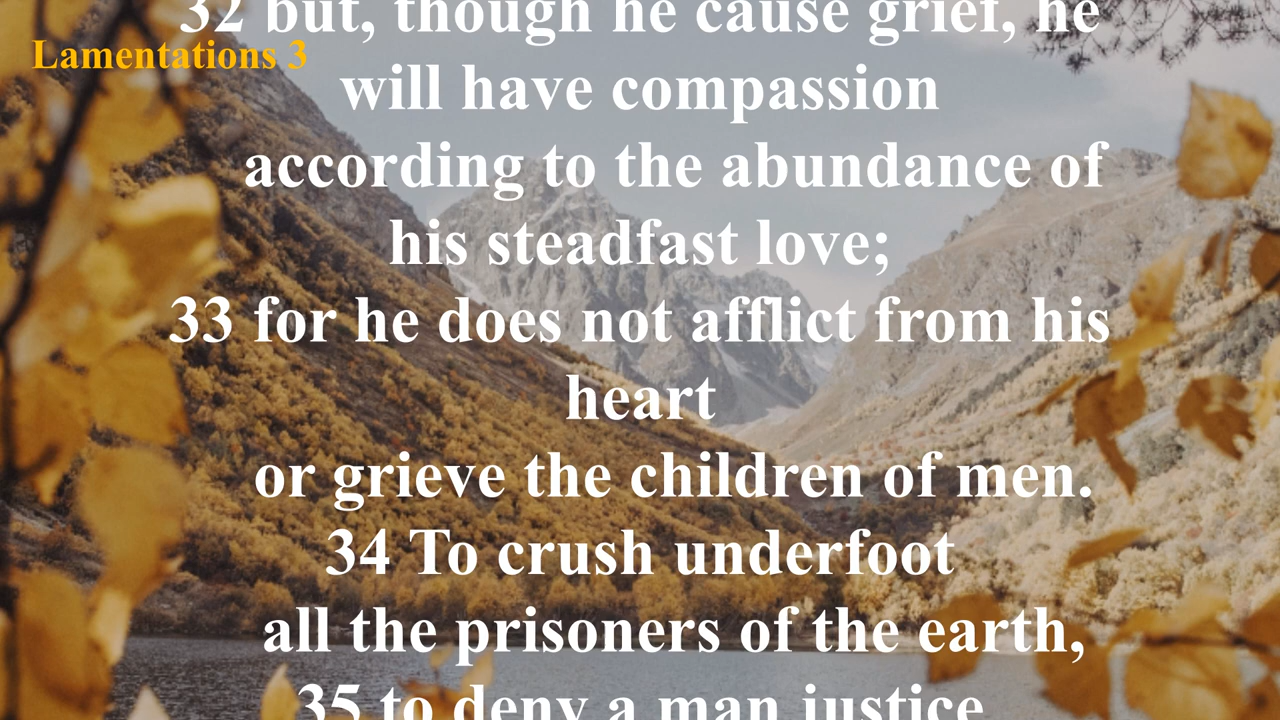 32 but, though he cause grief, he
Lamentations 3
will have compassion
according to the abundance of
his steadfast love;
33 for he does not afflict from his
heart
or grieve the children of men.
34 To crush underfoot
all the prisoners of the earth,
35 to deny a man justice